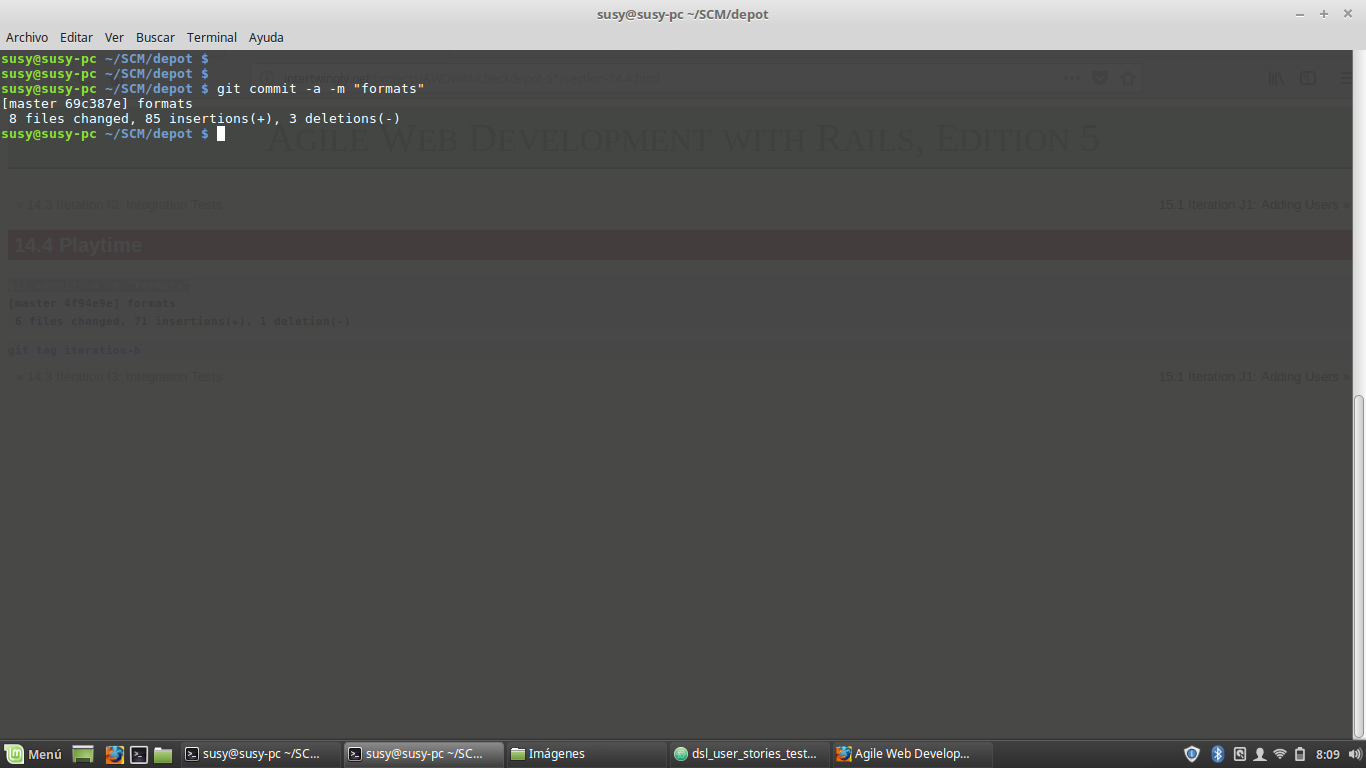 susy@susy-pc ~/SCM/depot
Archivo Editar Ver Buscar Terminal Ayuda
susy@susy-pc ~/SCM/depot $
susy@susy-pc ~/SCM/depot $
susy@susy-pc ~/SCM/depot $ git commit -a -m "formats"
[master 69c387e] formats
8 files changed, 85 insertions(+), 3 deletions(-)
susy@susy-pc ~/SCM/depot $
Agile Web Development with Rails, Edition 5
« 14.3 Iteration I3: Integration Tests
15.1 Iteration J1: Adding Users »
14.4 Playtime
git commit -a -m "formats"
[master 4f94e9e] formats
6 files changed, 71 insertions(+), 1 deletion(-)
git tag iteration-
« 14.3 Iteration I3: Integration Tests
15.1 Iteration J1: Adding Users »
Menú
susy@susy-pc ~/SC...
susy@susy-pc ~/SC...
Imágenes
dsl_user_stories_test...
Agile Web Develop...
8:09